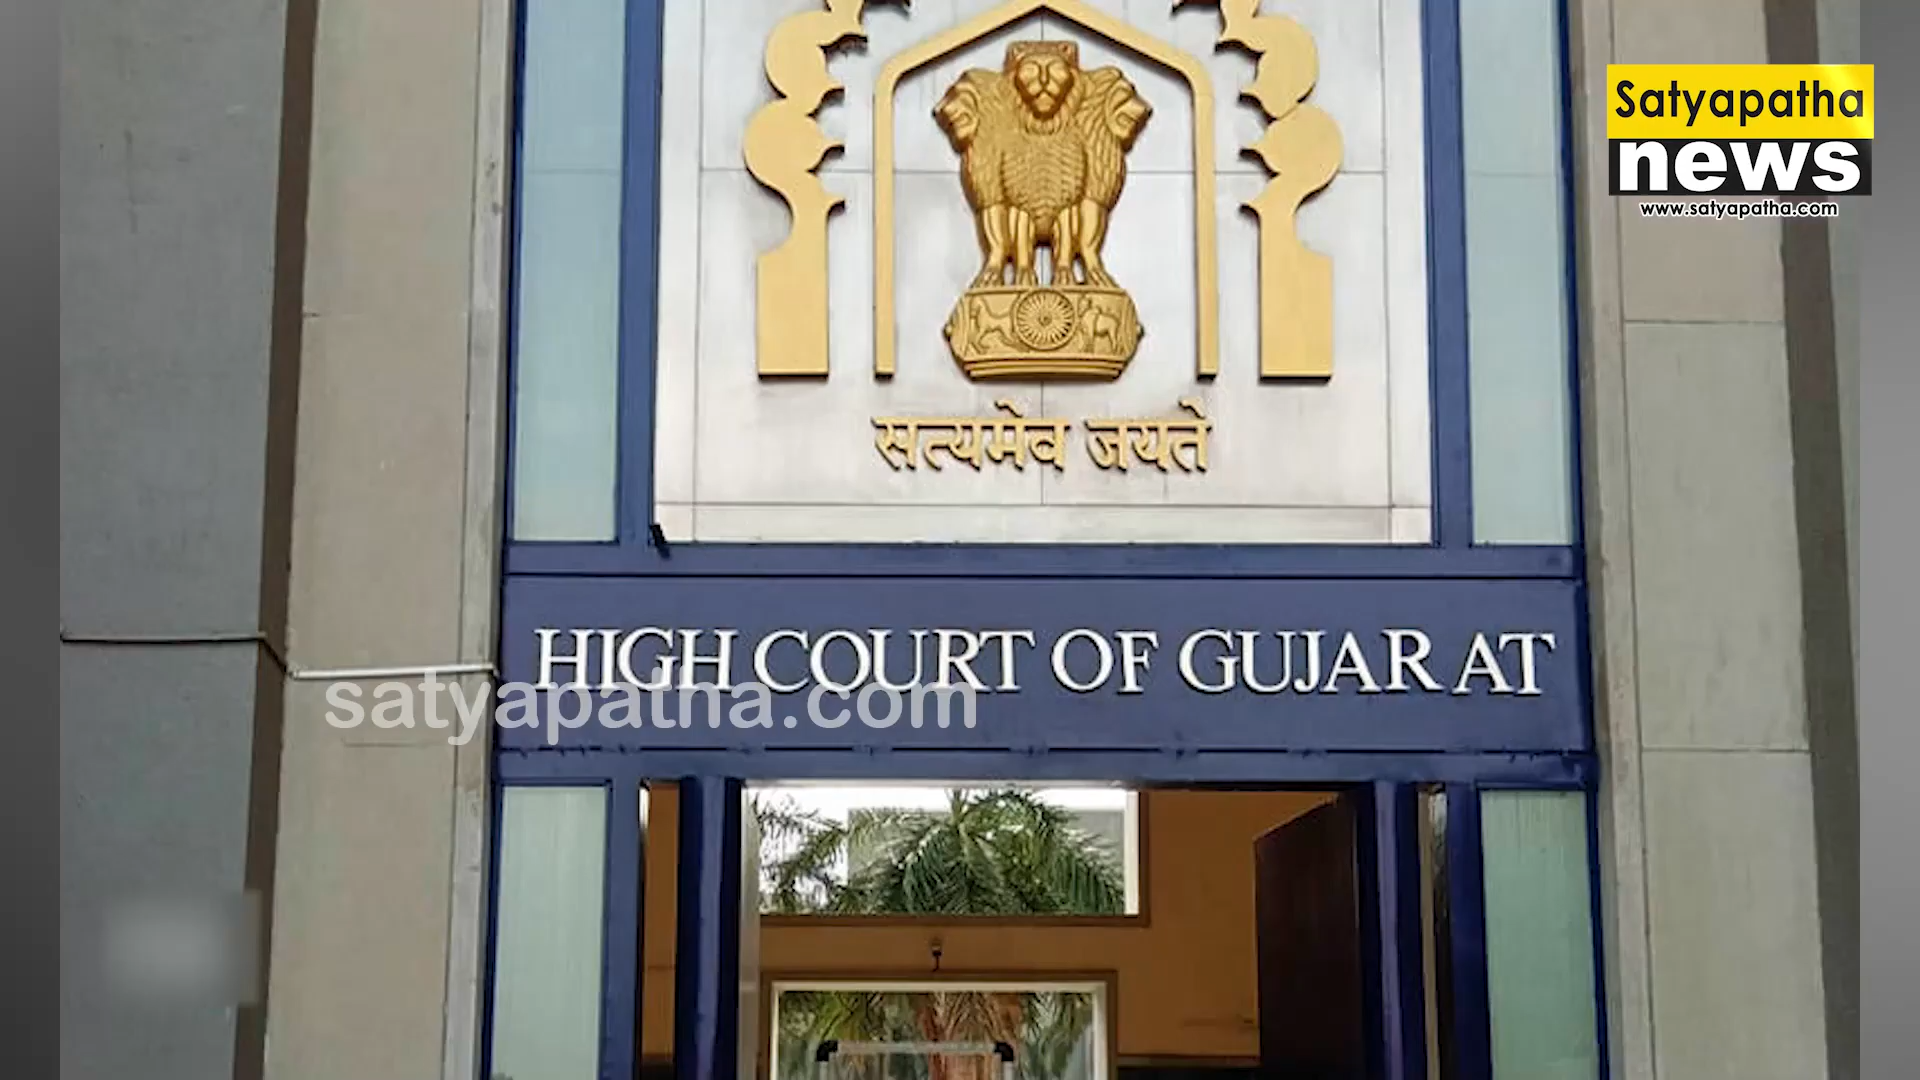 Satyapatha
news
www.satyapatha.com
सत्यमेव जयते
HIGH COURT OF GUJARAT
satyapatha.com